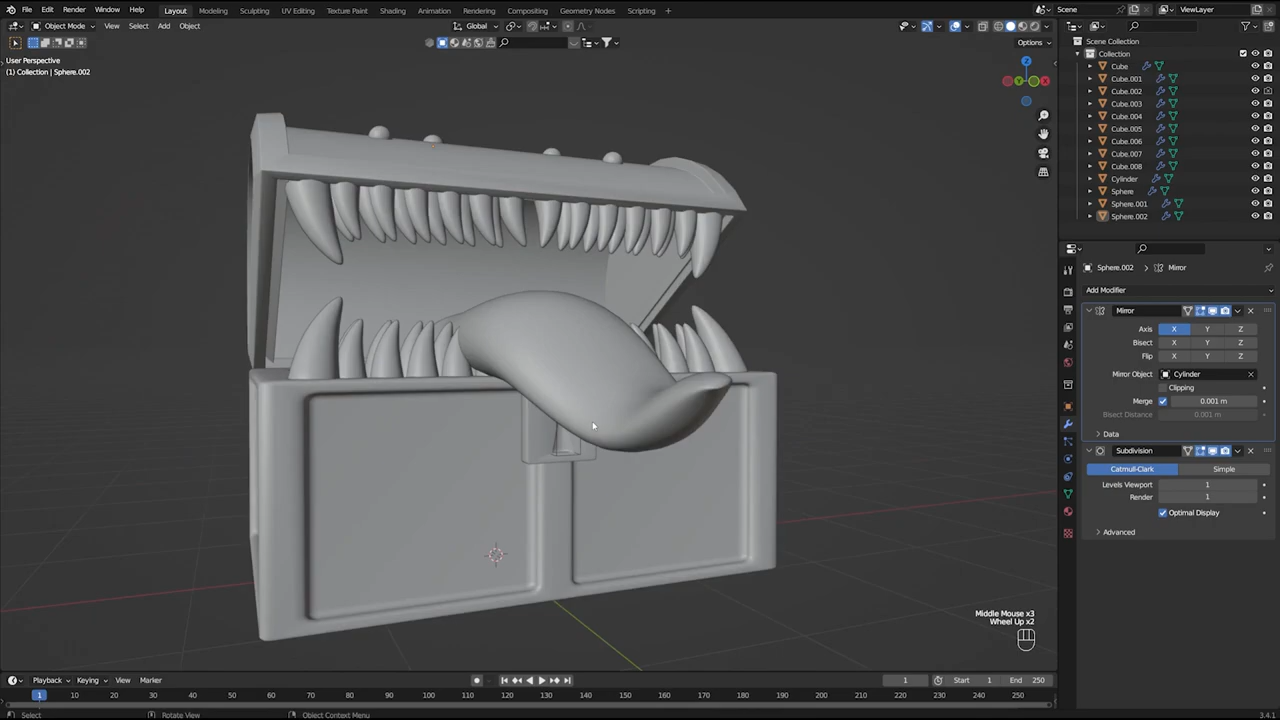 File Edit Render Window Help Layout Modeling Sculpting UV Editing Texture Paint Shading Animation Rendering Compositing Geometry Nodes Scripting Scene ViewLayer
Object Mode View Select Add Object Global
Options
User Perspective
(1) Collection | Sphere.002
Z
Y
X
Scene Collection
Collection
Cube
Cube.001
Cube.002
Cube.003
Cube.004
Cube.005
Cube.006
Cube.007
Cube.008
Cylinder
Sphere
Sphere.001
Sphere.002
Sphere.002 > Mirror
Add Modifier
Mirror
Axis X Y Z
Bisect X Y Z
Flip X Y Z
Mirror Object Cylinder
Clipping
Merge 0.001 m
Bisect Distance 0.001 m
Data
Subdivision
Catmull-Clark Simple
Levels Viewport 1
Render 1
Optimal Display
Advanced
Middle Mouse x3
Wheel Up x2
Playback Keying View Marker 1 Start 1 End 250
1 10 20 30 40 50 60 70 80 90 100 110 120 130 140 150 160 170 180 190 200 210 220 230 240 250
Select Rotate View Object Context Menu 3.4.1